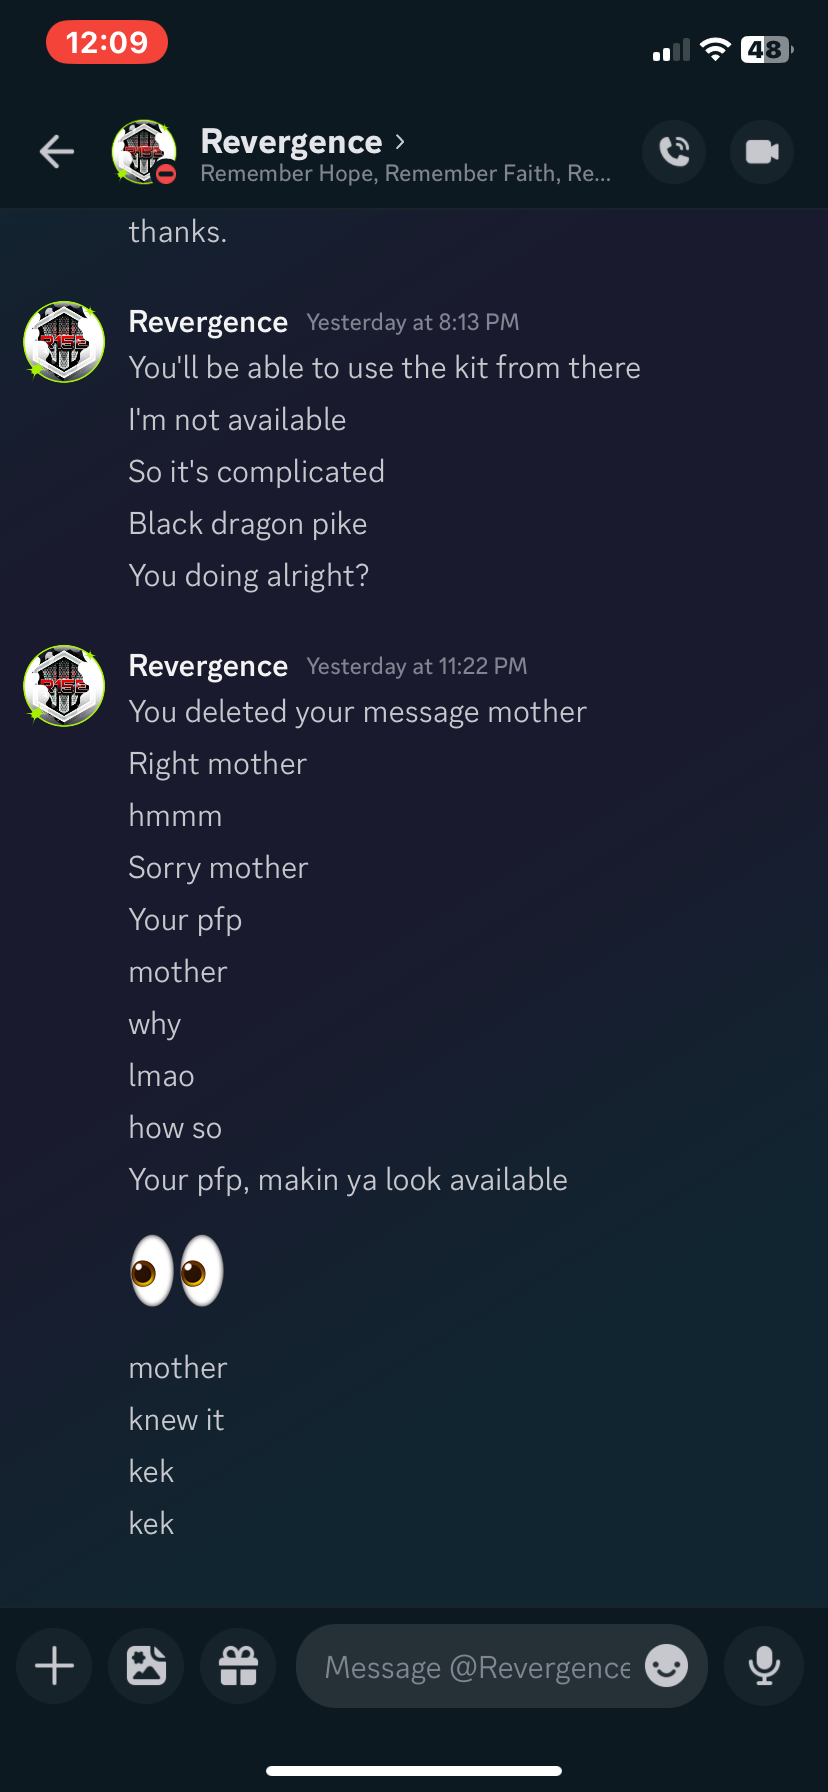 12:09
48
Revergence
Remember Hope, Remember Faith, Re...
thanks.
Revergence Yesterday at 8:13 PM
You'll be able to use the kit from there
I'm not available
So it's complicated
Black dragon pike
You doing alright?
Revergence Yesterday at 11:22 PM
You deleted your message mother
Right mother
hmmm
Sorry mother
Your pfp
mother
why
lmao
how so
Your pfp, makin ya look available
👀
mother
knew it
kek
kek
Message @Revergence